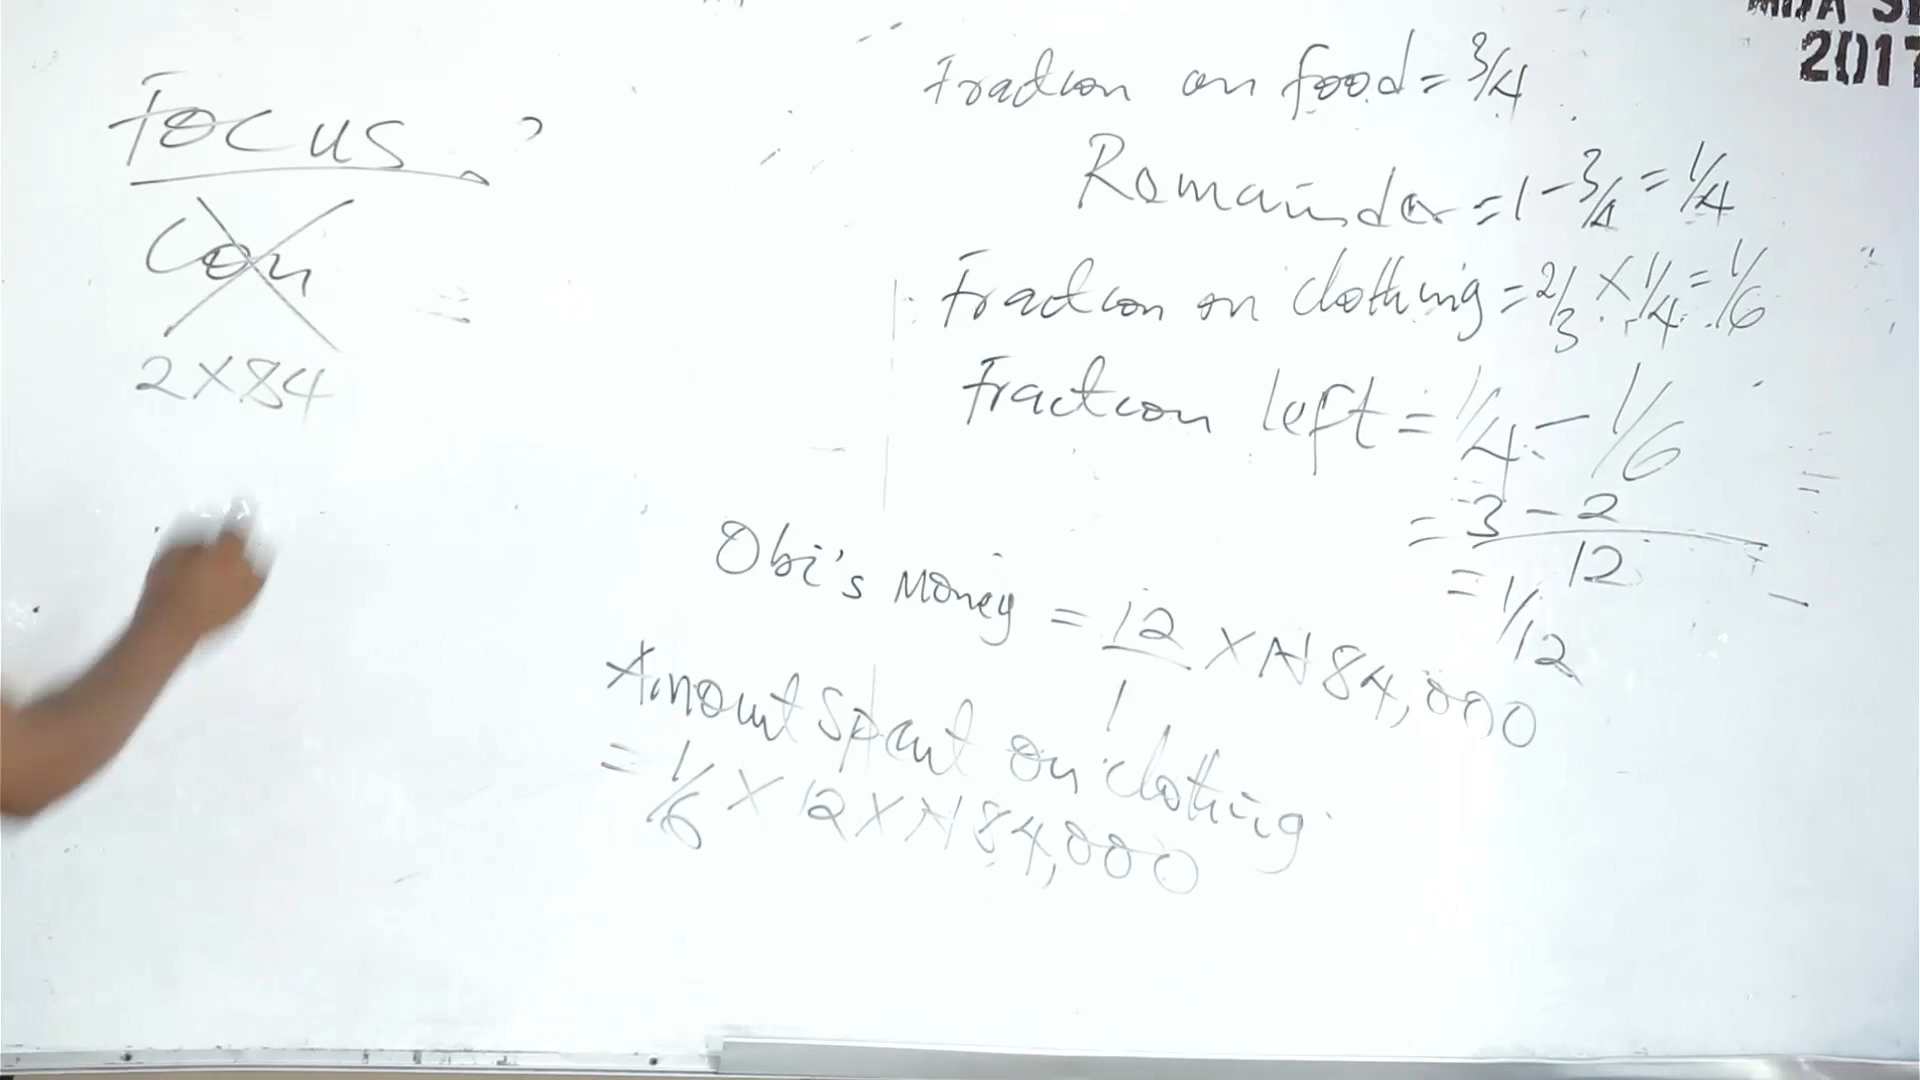 FOCUS
Con
2×84
Fraction on food = 3/4
Remainder = 1 - 3/4 = 1/4
Fraction on clothing = 2/3 × 1/4 = 1/6
Fraction left = 1/4 - 1/6
= 3 - 2
12
= 1/12
Obi's Money = 12/1 × ₦84,000
Amount Spent on clothing
= 1/6 × 12 × ₦84,000
2017